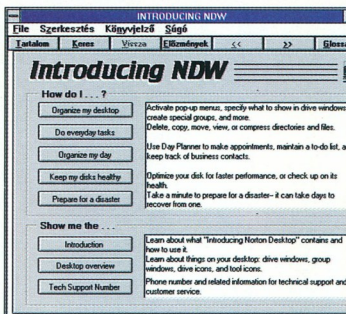 INTRODUCING NDW
File Szerkesztés Könyvjelző Súgó
Tartalom Keres Vissza Előzmények << >>
Introducing NDW
How do I . . . ?
Organize my desktop
Activate pop-up menus, specify what to show in drive windows,
create special groups, and more.
Do everyday tasks
Delete, copy, move, view, or compress directories and files.
Organize my day
Use Day Planner to make appointments, maintain a to-do list, a
keep track of business contacts.
Keep my disks healthy
Optimize your disk for faster performance, or check up on its
health.
Prepare for a disaster
Take a minute to prepare for a disaster– it can take days to
recover from one.
Show me the . . .
Introduction
Learn about what "Introducing Norton Desktop" contains and
how to use it.
Desktop overview
Learn about things on your desktop: drive windows, group
windows, drive icons, and tool icons.
Tech Support Number
Phone number and related information for technical support and
customer service.